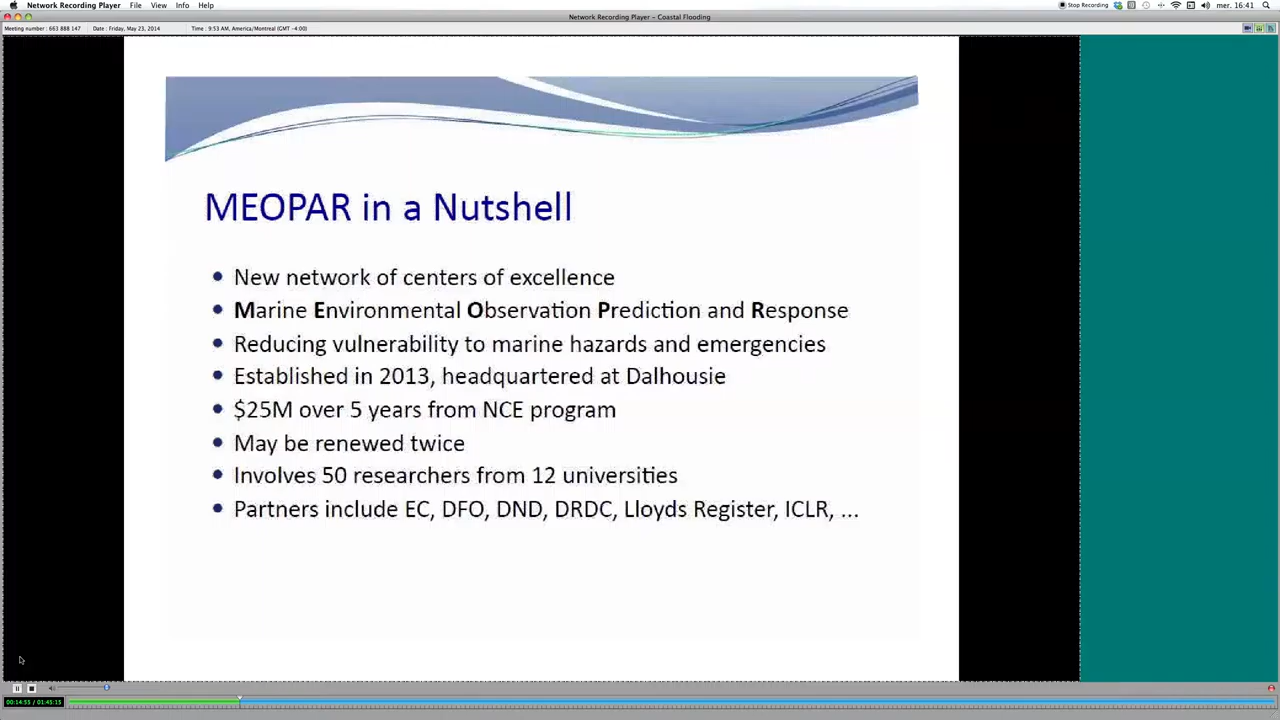 Network Recording Player File View Info Help Stop Recording mer. 16:41
Network Recording Player – Coastal Flooding
Meeting number : 663 888 147 Date : Friday, May 23, 2014 Time : 9:53 AM, America/Montreal (GMT -4:00)
MEOPAR in a Nutshell
• New network of centers of excellence
• Marine Environmental Observation Prediction and Response
• Reducing vulnerability to marine hazards and emergencies
• Established in 2013, headquartered at Dalhousie
• $25M over 5 years from NCE program
• May be renewed twice
• Involves 50 researchers from 12 universities
• Partners include EC, DFO, DND, DRDC, Lloyds Register, ICLR, ...
00:14:55 / 01:45:15